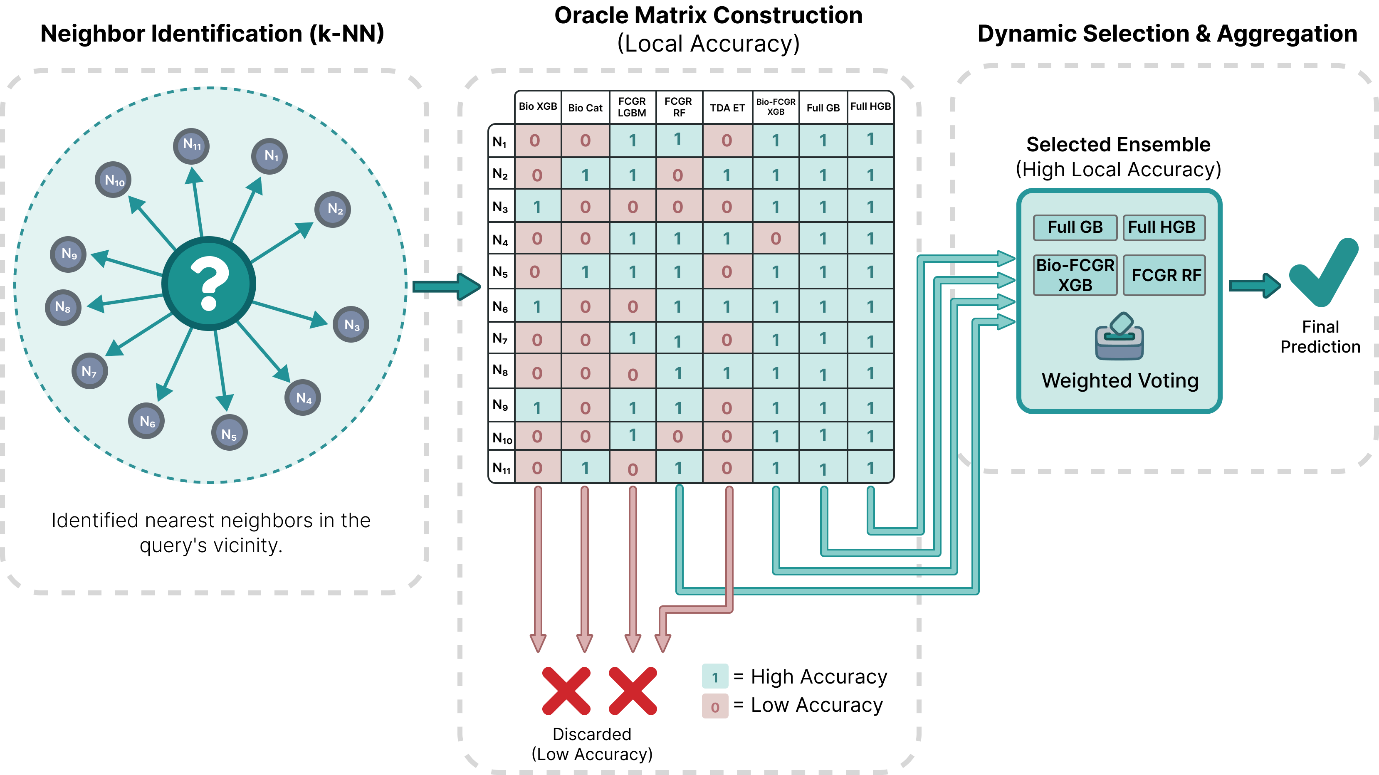 Neighbor Identification (k-NN)
N₁₁
N₁
N₁₀
N₂
N₉
?
N₈
N₃
N₇
N₄
N₆
N₅
Identified nearest neighbors in the
query's vicinity.
Oracle Matrix Construction
(Local Accuracy)
Bio XGB Bio Cat FCGR LGBM FCGR RF TDA ET Bio-FCGR XGB Full GB Full HGB
N₁ 0 0 1 1 0 1 1 1
N₂ 0 1 1 0 1 1 1 1
N₃ 1 0 0 0 0 1 1 1
N₄ 0 0 1 1 1 0 1 1
N₅ 0 1 1 1 0 1 1 1
N₆ 1 0 0 1 1 1 1 1
N₇ 0 0 1 1 0 1 1 1
N₈ 0 0 0 1 1 1 1 1
N₉ 1 0 1 1 0 1 1 1
N₁₀ 0 0 1 0 0 1 1 1
N₁₁ 0 1 0 1 0 1 1 1
Discarded
(Low Accuracy)
1 = High Accuracy
0 = Low Accuracy
Dynamic Selection & Aggregation
Selected Ensemble
(High Local Accuracy)
Full GB Full HGB
Bio-FCGR
XGB
FCGR RF
Weighted Voting
Final
Prediction